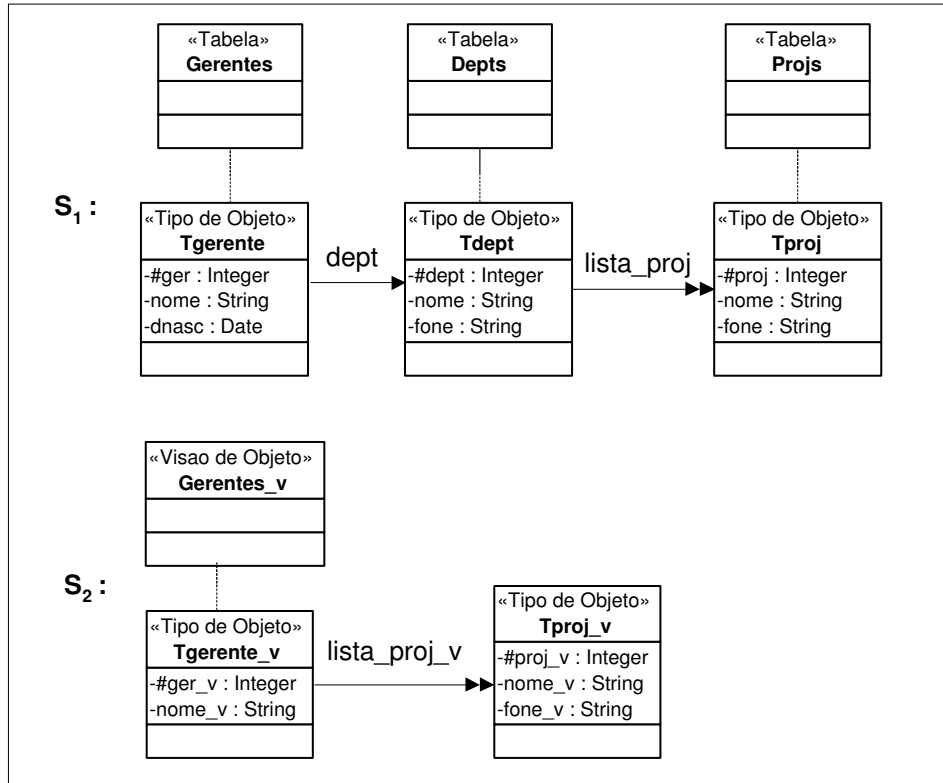 «Tabela»
Gerentes
«Tabela»
Depts
«Tabela»
Projs
S1 :
«Tipo de Objeto»
Tgerente
-#ger : Integer
-nome : String
-dnasc : Date
dept
«Tipo de Objeto»
Tdept
-#dept : Integer
-nome : String
-fone : String
lista_proj
«Tipo de Objeto»
Tproj
-#proj : Integer
-nome : String
-fone : String
«Visao de Objeto»
Gerentes_v
S2 :
«Tipo de Objeto»
Tgerente_v
-#ger_v : Integer
-nome_v : String
lista_proj_v
«Tipo de Objeto»
Tproj_v
-#proj_v : Integer
-nome_v : String
-fone_v : String